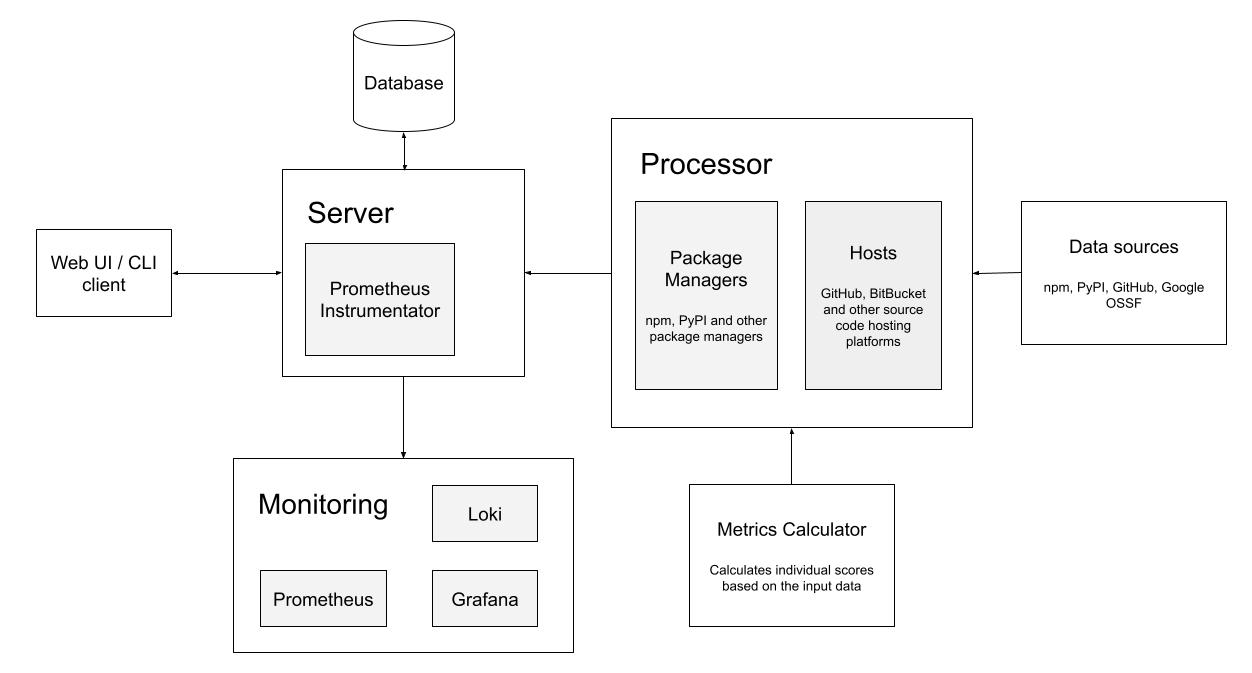 Database
Server
Prometheus
Instrumentator
Web UI / CLI
client
Processor
Package
Managers
npm, PyPI and other
package managers
Hosts
GitHub, BitBucket
and other source
code hosting
platforms
Data sources
npm, PyPI, GitHub, Google
OSSF
Monitoring
Loki
Prometheus
Grafana
Metrics Calculator
Calculates individual scores
based on the input data